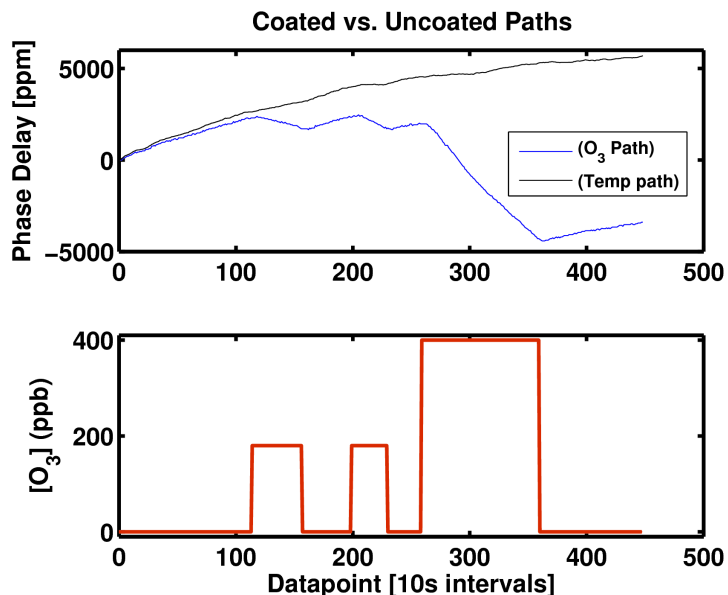 Coated vs. Uncoated Paths
Phase Delay [ppm]
5000
0
−5000
(O3 Path)
(Temp path)
0 100 200 300 400 500
[O3] (ppb)
400
200
0
0 100 200 300 400 500
Datapoint [10s intervals]